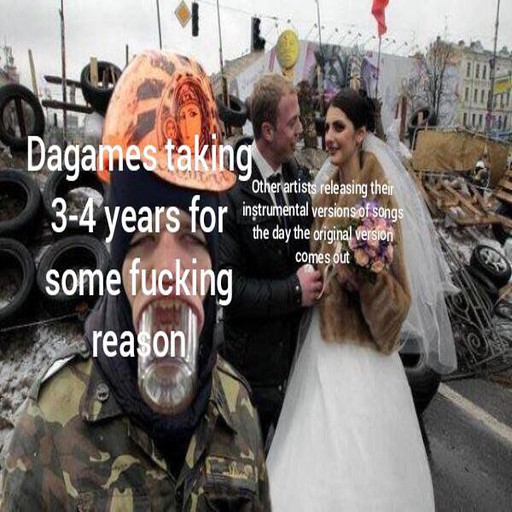 Dagames taking
3-4 years for
some fucking
reason
Other artists releasing their
instrumental versions of songs
the day the original version
comes out